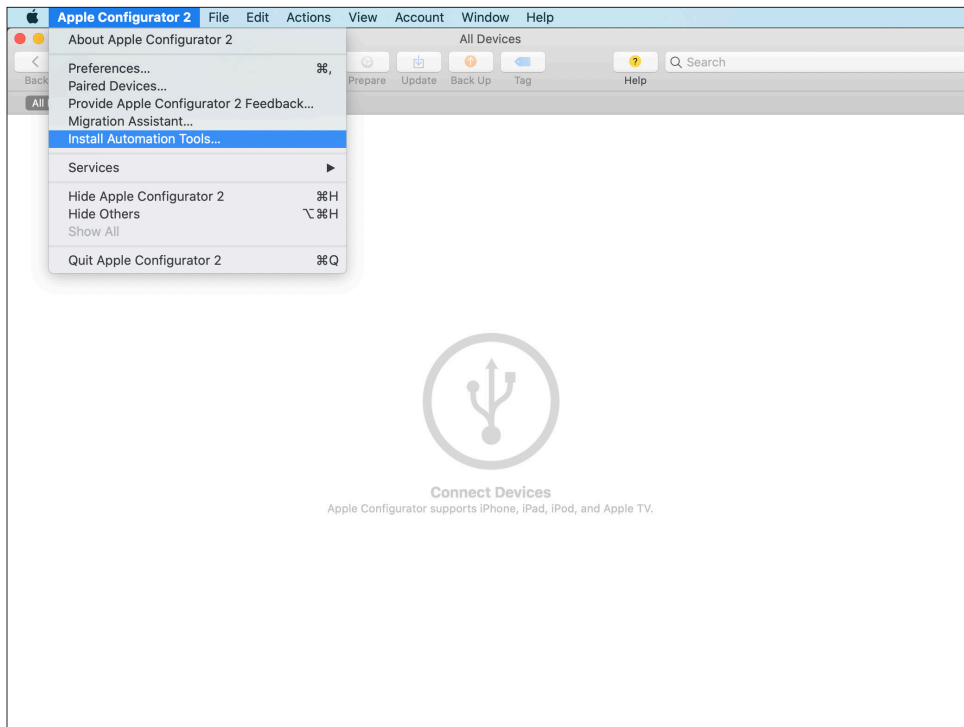 Apple Configurator 2 File Edit Actions View Account Window Help
All Devices
About Apple Configurator 2
Preferences... ⌘,
Paired Devices...
Provide Apple Configurator 2 Feedback...
Migration Assistant...
Install Automation Tools...
Services ▶
Hide Apple Configurator 2 ⌘H
Hide Others ⌥⌘H
Show All
Quit Apple Configurator 2 ⌘Q
Search
Back Prepare Update Back Up Tag Help
All
Connect Devices
Apple Configurator supports iPhone, iPad, iPod, and Apple TV.